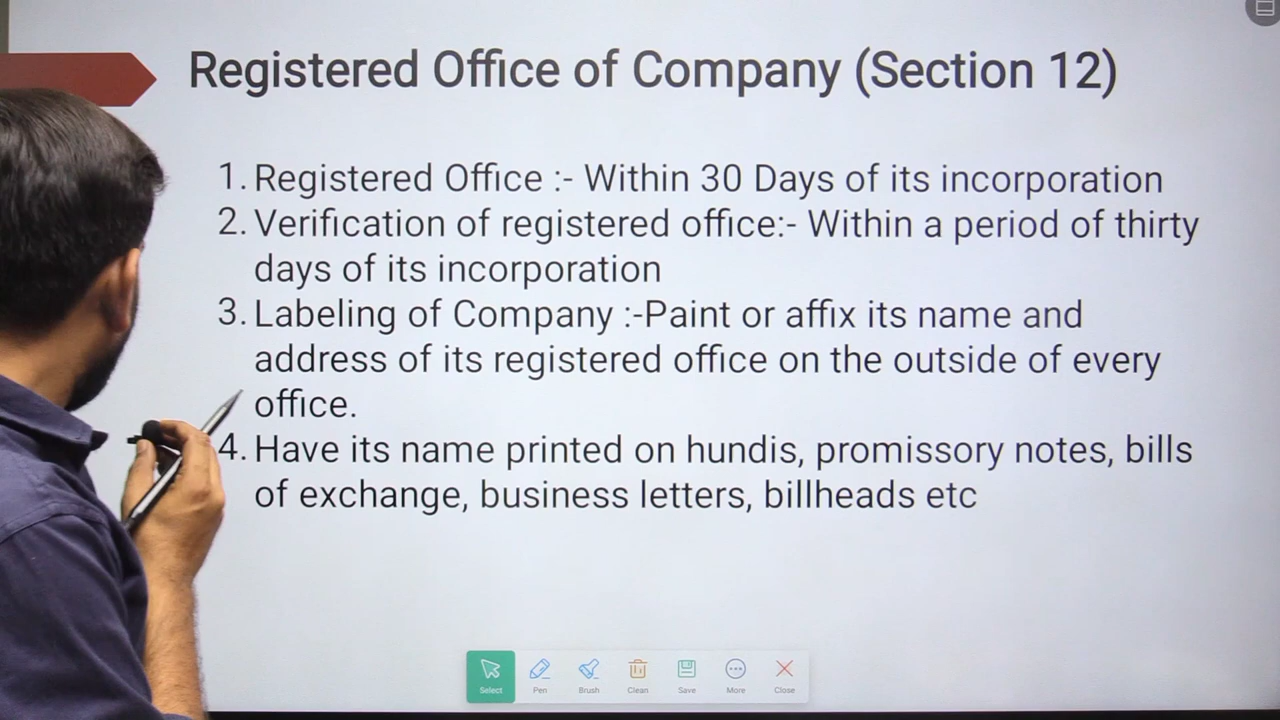 Registered Office of Company (Section 12)
1. Registered Office :- Within 30 Days of its incorporation
2. Verification of registered office:- Within a period of thirty
days of its incorporation
3. Labeling of Company :-Paint or affix its name and
address of its registered office on the outside of every
office.
4. Have its name printed on hundis, promissory notes, bills
of exchange, business letters, billheads etc
Select Pen Brush Clean Save More Close